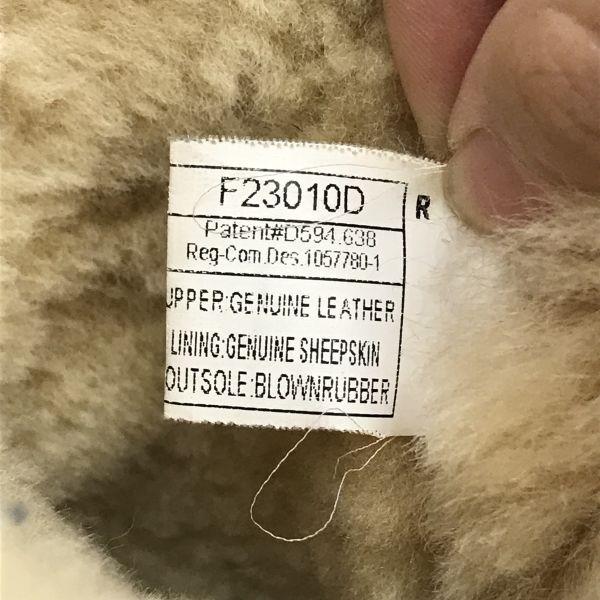 F23010D
R
Patent#D594.638
Reg-Com.Des.1057780-1
UPPER:GENUINE LEATHER
LINING:GENUINE SHEEPSKIN
OUTSOLE:BLOWNRUBBER